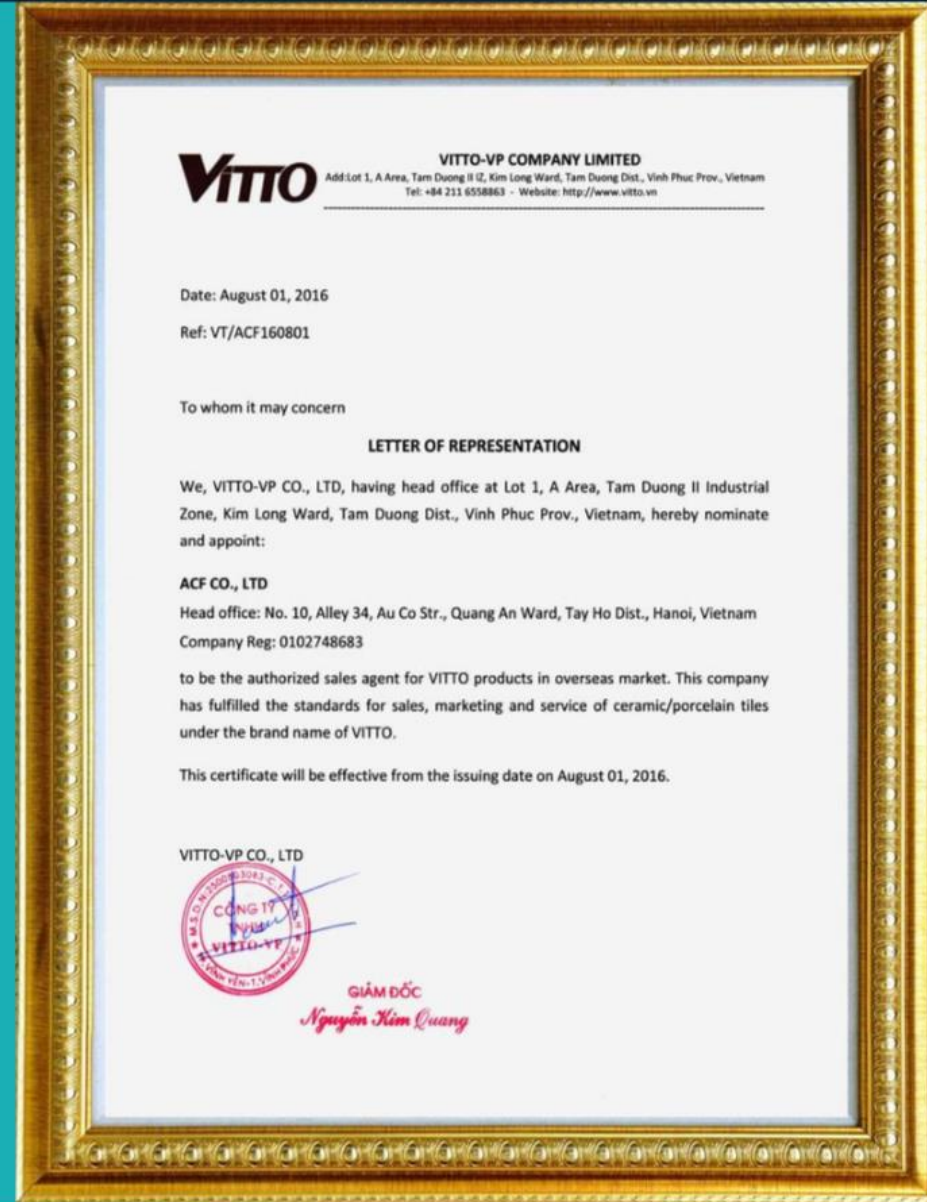 VITTO
VITTO-VP COMPANY LIMITED
Add:Lot 1, A Area, Tam Duong II IZ, Kim Long Ward, Tam Duong Dist., Vinh Phuc Prov., Vietnam
Tel: +84 211 6558863 - Website: http://www.vitto.vn
Date: August 01, 2016
Ref: VT/ACF160801
To whom it may concern
LETTER OF REPRESENTATION
We, VITTO-VP CO., LTD, having head office at Lot 1, A Area, Tam Duong II Industrial
Zone, Kim Long Ward, Tam Duong Dist., Vinh Phuc Prov., Vietnam, hereby nominate
and appoint:
ACF CO., LTD
Head office: No. 10, Alley 34, Au Co Str., Quang An Ward, Tay Ho Dist., Hanoi, Vietnam
Company Reg: 0102748683
to be the authorized sales agent for VITTO products in overseas market. This company
has fulfilled the standards for sales, marketing and service of ceramic/porcelain tiles
under the brand name of VITTO.
This certificate will be effective from the issuing date on August 01, 2016.
VITTO-VP CO., LTD
CÔNG TY
TNHH
VITTO-VP
GIÁM ĐỐC
Nguyễn Kim Quang